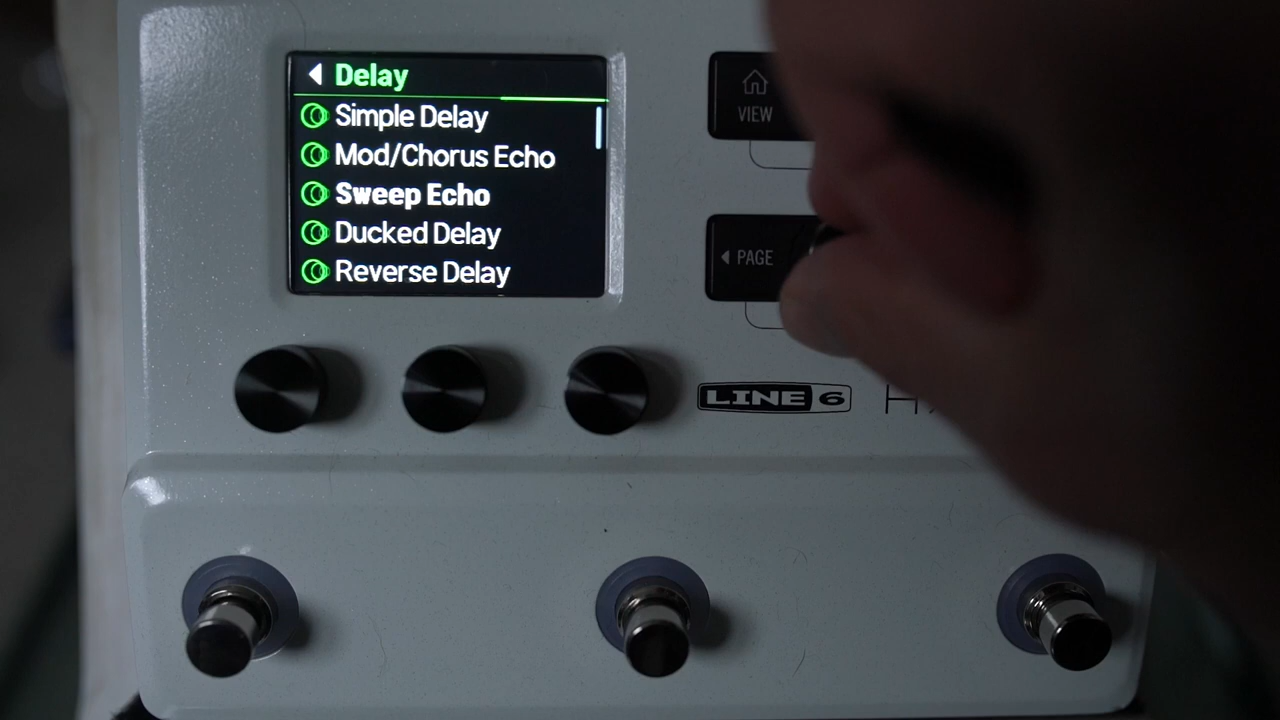 Delay
Simple Delay
Mod/Chorus Echo
Sweep Echo
Ducked Delay
Reverse Delay
VIEW
PAGE
LINE 6